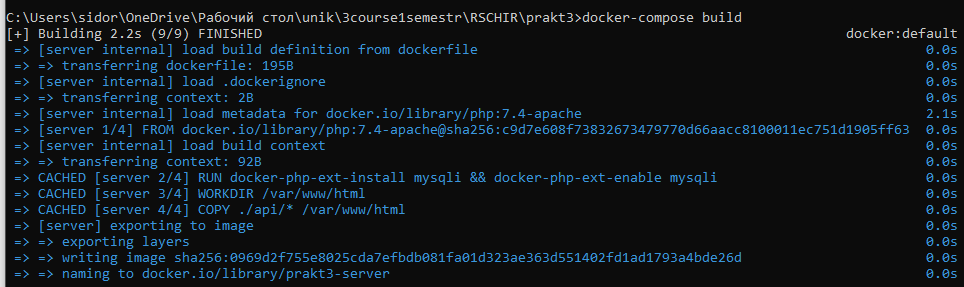 C:\Users\sidor\OneDrive\Рабочий стол\unik\3course1semestr\RSCHIR\prakt3>docker-compose build
[+] Building 2.2s (9/9) FINISHED docker:default
=> [server internal] load build definition from dockerfile 0.0s
=> => transferring dockerfile: 195B 0.0s
=> [server internal] load .dockerignore 0.0s
=> => transferring context: 2B 0.0s
=> [server internal] load metadata for docker.io/library/php:7.4-apache 2.1s
=> [server 1/4] FROM docker.io/library/php:7.4-apache@sha256:c9d7e608f73832673479770d66aacc8100011ec751d1905ff63 0.0s
=> [server internal] load build context 0.0s
=> => transferring context: 92B 0.0s
=> CACHED [server 2/4] RUN docker-php-ext-install mysqli && docker-php-ext-enable mysqli 0.0s
=> CACHED [server 3/4] WORKDIR /var/www/html 0.0s
=> CACHED [server 4/4] COPY ./api/* /var/www/html 0.0s
=> [server] exporting to image 0.0s
=> => exporting layers 0.0s
=> => writing image sha256:0969d2f755e8025cda7efbdb081fa01d323ae363d551402fd1ad1793a4bde26d 0.0s
=> => naming to docker.io/library/prakt3-server 0.0s